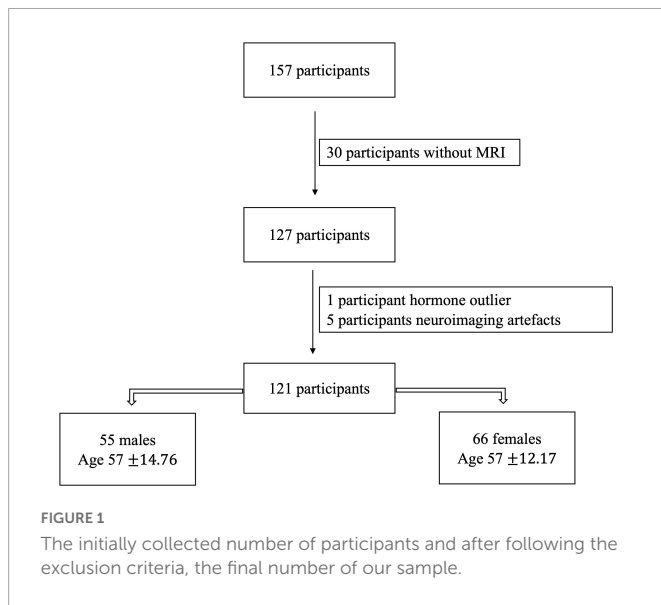 157 participants
30 participants without MRI
127 participants
1 participant hormone outlier
5 participants neuroimaging artefacts
121 participants
55 males
Age 57 ±14.76
66 females
Age 57 ±12.17
FIGURE 1
The initially collected number of participants and after following the
exclusion criteria, the final number of our sample.